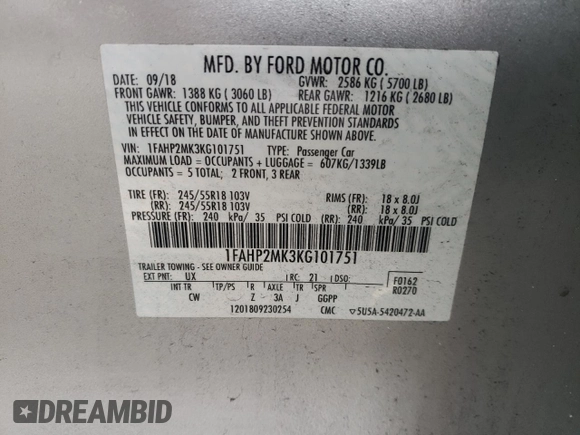 MFD. BY FORD MOTOR CO.
DATE: 09/18 GVWR: 2586 KG ( 5700 LB)
FRONT GAWR: 1388 KG ( 3060 LB) REAR GAWR: 1216 KG ( 2680 LB)
THIS VEHICLE CONFORMS TO ALL APPLICABLE FEDERAL MOTOR
VEHICLE SAFETY, BUMPER, AND THEFT PREVENTION STANDARDS
IN EFFECT ON THE DATE OF MANUFACTURE SHOWN ABOVE.
VIN: 1FAHP2MK3KG101751 TYPE: Passenger Car
MAXIMUM LOAD = OCCUPANTS + LUGGAGE = 607KG/1339LB
OCCUPANTS = 5 TOTAL; 2 FRONT, 3 REAR
TIRE (FR): 245/55R18 103V RIMS (FR): 18 x 8.0J
(RR): 245/55R18 103V (RR): 18 x 8.0J
PRESSURE (FR): 240 kPa/ 35 PSI COLD (RR): 240 kPa/ 35 PSI COLD
1FAHP2MK3KG101751
TRAILER TOWING - SEE OWNER GUIDE
EXT PNT: UX RC: 21 DSO: F0162
INT TR TP/PS R AXLE TR SPR R0270
CW Z 3A J GGPP
1201809230254 CMC ▽5U5A-5420472-AA
DREAMBID DREAMBID